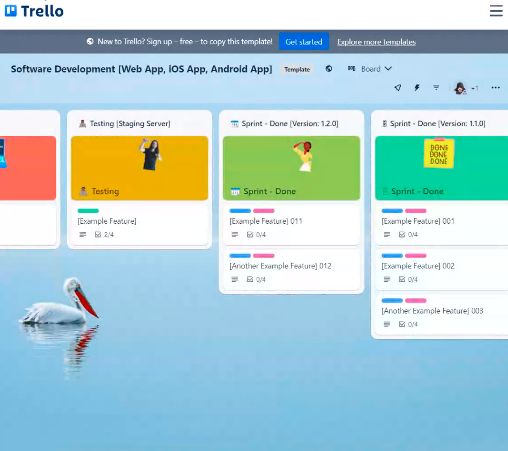 Trello
New to Trello? Sign up – free – to copy this template! Get started Explore more templates
Software Development [Web App, iOS App, Android App] Template Board
+1
Testing [Staging Server]
Testing
[Example Feature]
2/4
Sprint - Done [Version: 1.2.0]
Sprint - Done
[Example Feature] 011
0/4
[Another Example Feature] 012
0/4
Sprint - Done [Version: 1.1.0]
DONE
DONE
DONE
Sprint - Done
[Example Feature] 001
0/4
[Example Feature] 002
0/4
[Another Example Feature] 003
0/4